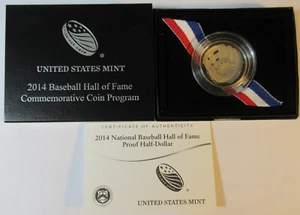 UNITED STATES MINT
2014 Baseball Hall of Fame
Commemorative Coin Program
CERTIFICATE OF AUTHENTICITY
2014 National Baseball Hall of Fame
Proof Half-Dollar
UNITED STATES MINT